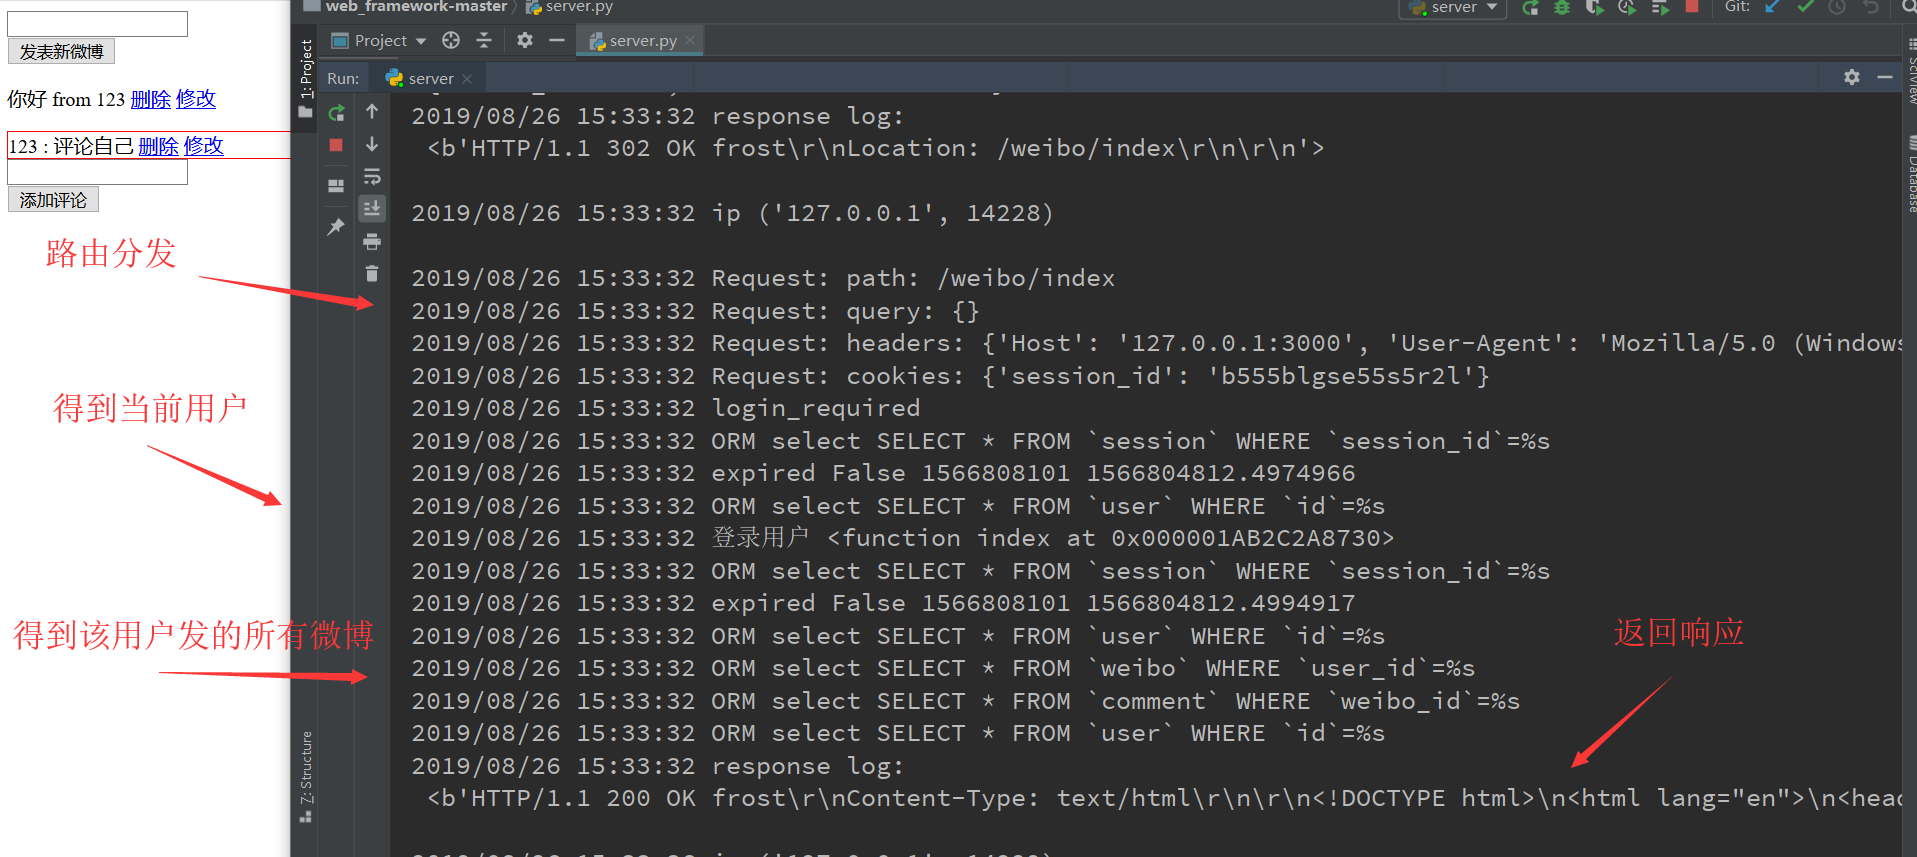 web_framework-master
server.py
server
Git:
Project
server.py
1: Project
Run:
server
SciView
Database
发表新微博
你好 from 123 删除 修改
123 : 评论自己 删除 修改
添加评论
路由分发
得到当前用户
得到该用户发的所有微博
返回响应
7: Structure
2019/08/26 15:33:32 response log:
<b'HTTP/1.1 302 OK frost\r\nLocation: /weibo/index\r\n\r\n'>
2019/08/26 15:33:32 ip ('127.0.0.1', 14228)
2019/08/26 15:33:32 Request: path: /weibo/index
2019/08/26 15:33:32 Request: query: {}
2019/08/26 15:33:32 Request: headers: {'Host': '127.0.0.1:3000', 'User-Agent': 'Mozilla/5.0 (Windows
2019/08/26 15:33:32 Request: cookies: {'session_id': 'b555blgse55s5r2l'}
2019/08/26 15:33:32 login_required
2019/08/26 15:33:32 ORM select SELECT * FROM `session` WHERE `session_id`=%s
2019/08/26 15:33:32 expired False 1566808101 1566804812.4974966
2019/08/26 15:33:32 ORM select SELECT * FROM `user` WHERE `id`=%s
2019/08/26 15:33:32 登录用户 <function index at 0x000001AB2C2A8730>
2019/08/26 15:33:32 ORM select SELECT * FROM `session` WHERE `session_id`=%s
2019/08/26 15:33:32 expired False 1566808101 1566804812.4994917
2019/08/26 15:33:32 ORM select SELECT * FROM `user` WHERE `id`=%s
2019/08/26 15:33:32 ORM select SELECT * FROM `weibo` WHERE `user_id`=%s
2019/08/26 15:33:32 ORM select SELECT * FROM `comment` WHERE `weibo_id`=%s
2019/08/26 15:33:32 ORM select SELECT * FROM `user` WHERE `id`=%s
2019/08/26 15:33:32 response log:
<b'HTTP/1.1 200 OK frost\r\nContent-Type: text/html\r\n\r\n<!DOCTYPE html>\n<html lang="en">\n<head